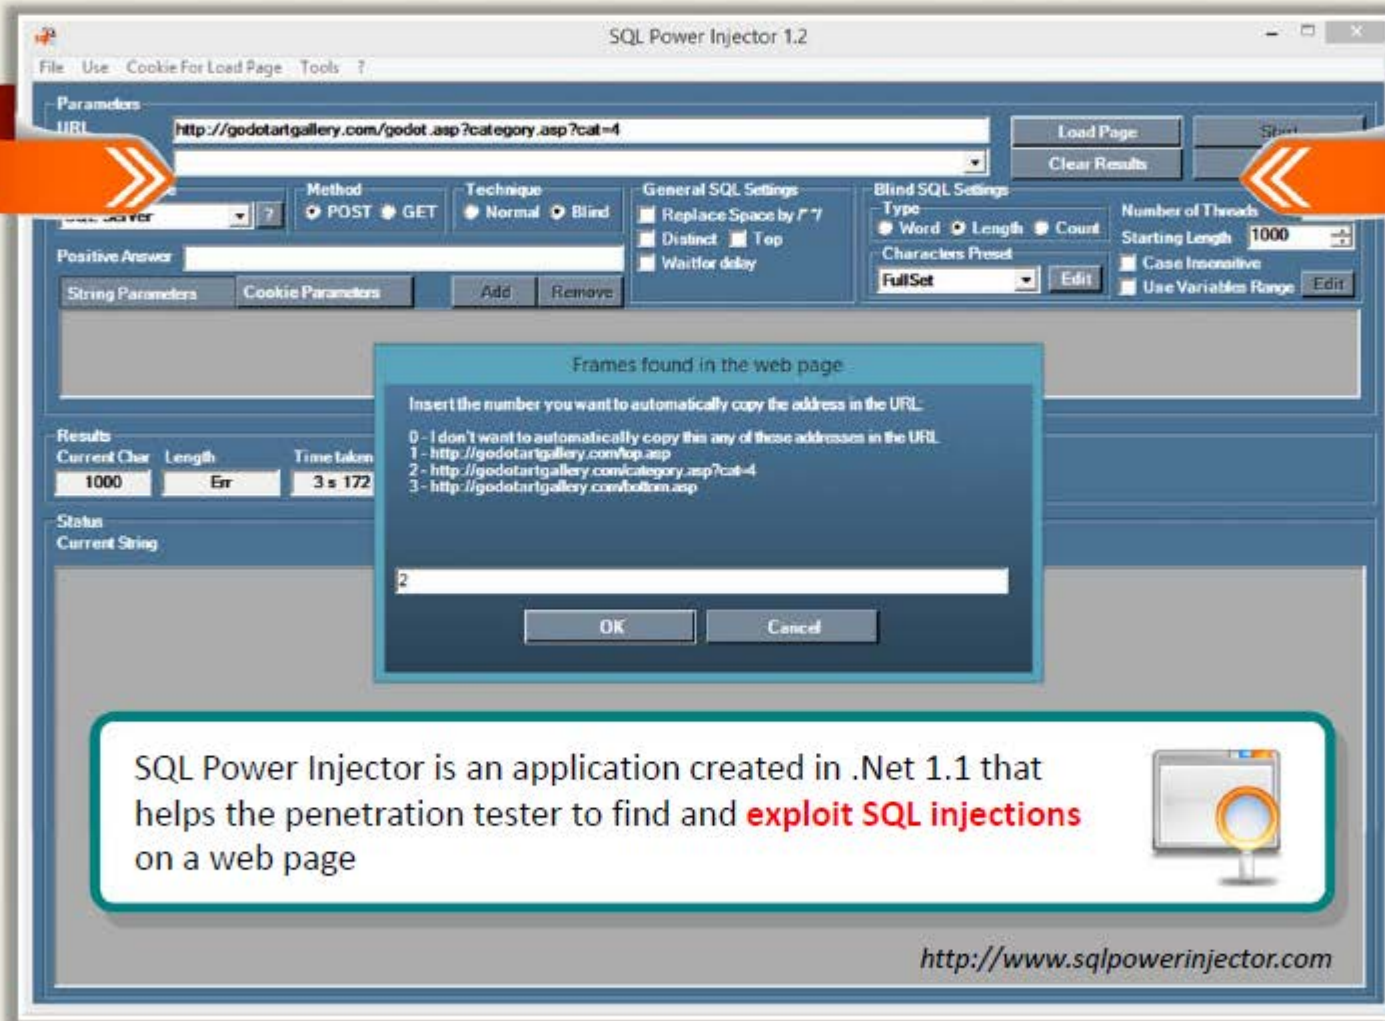 SQL Power Injector 1.2
File Use Cookie For Load Page Tools ?
Parameters
URL http://godotartgallery.com/godot.asp?category.asp?cat=4 Load Page Start
Clear Results
SQL Server ? Method Technique General SQL Settings Blind SQL Settings
POST GET Normal Blind Replace Space by /**/ Type Number of Threads
Word Length Count
Distinct Top Starting Length 1000
Positive Answer Waitfor delay Characters Preset Case Insensitive
String Parameters Cookie Parameters Add Remove FullSet Edit Use Variables Range Edit
Frames found in the web page
Insert the number you want to automatically copy the address in the URL:
0 - I don't want to automatically copy this any of these addresses in the URL
1 - http://godotartgallery.com/top.asp
2 - http://godotartgallery.com/category.asp?cat=4
3 - http://godotartgallery.com/bottom.asp
2
OK Cancel
Results
Current Char Length Time taken
1000 Err 3 s 172
Status
Current String
SQL Power Injector is an application created in .Net 1.1 that
helps the penetration tester to find and exploit SQL injections
on a web page
http://www.sqlpowerinjector.com